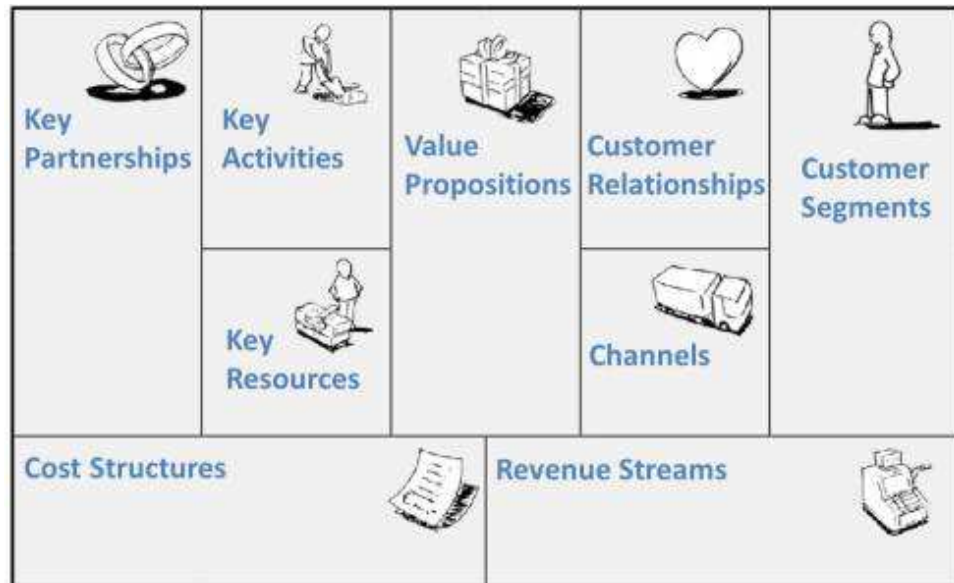 Key
Partnerships
Key
Activities
Key
Resources
Value
Propositions
Customer
Relationships
Channels
Customer
Segments
Cost Structures
Revenue Streams